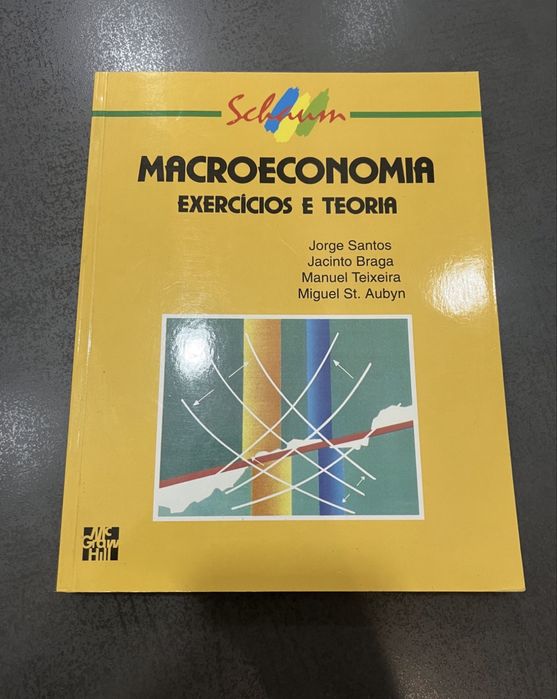 Schaum
MACROECONOMIA
EXERCÍCIOS E TEORIA
Jorge Santos
Jacinto Braga
Manuel Teixeira
Miguel St. Aubyn
Mc
Graw
Hill